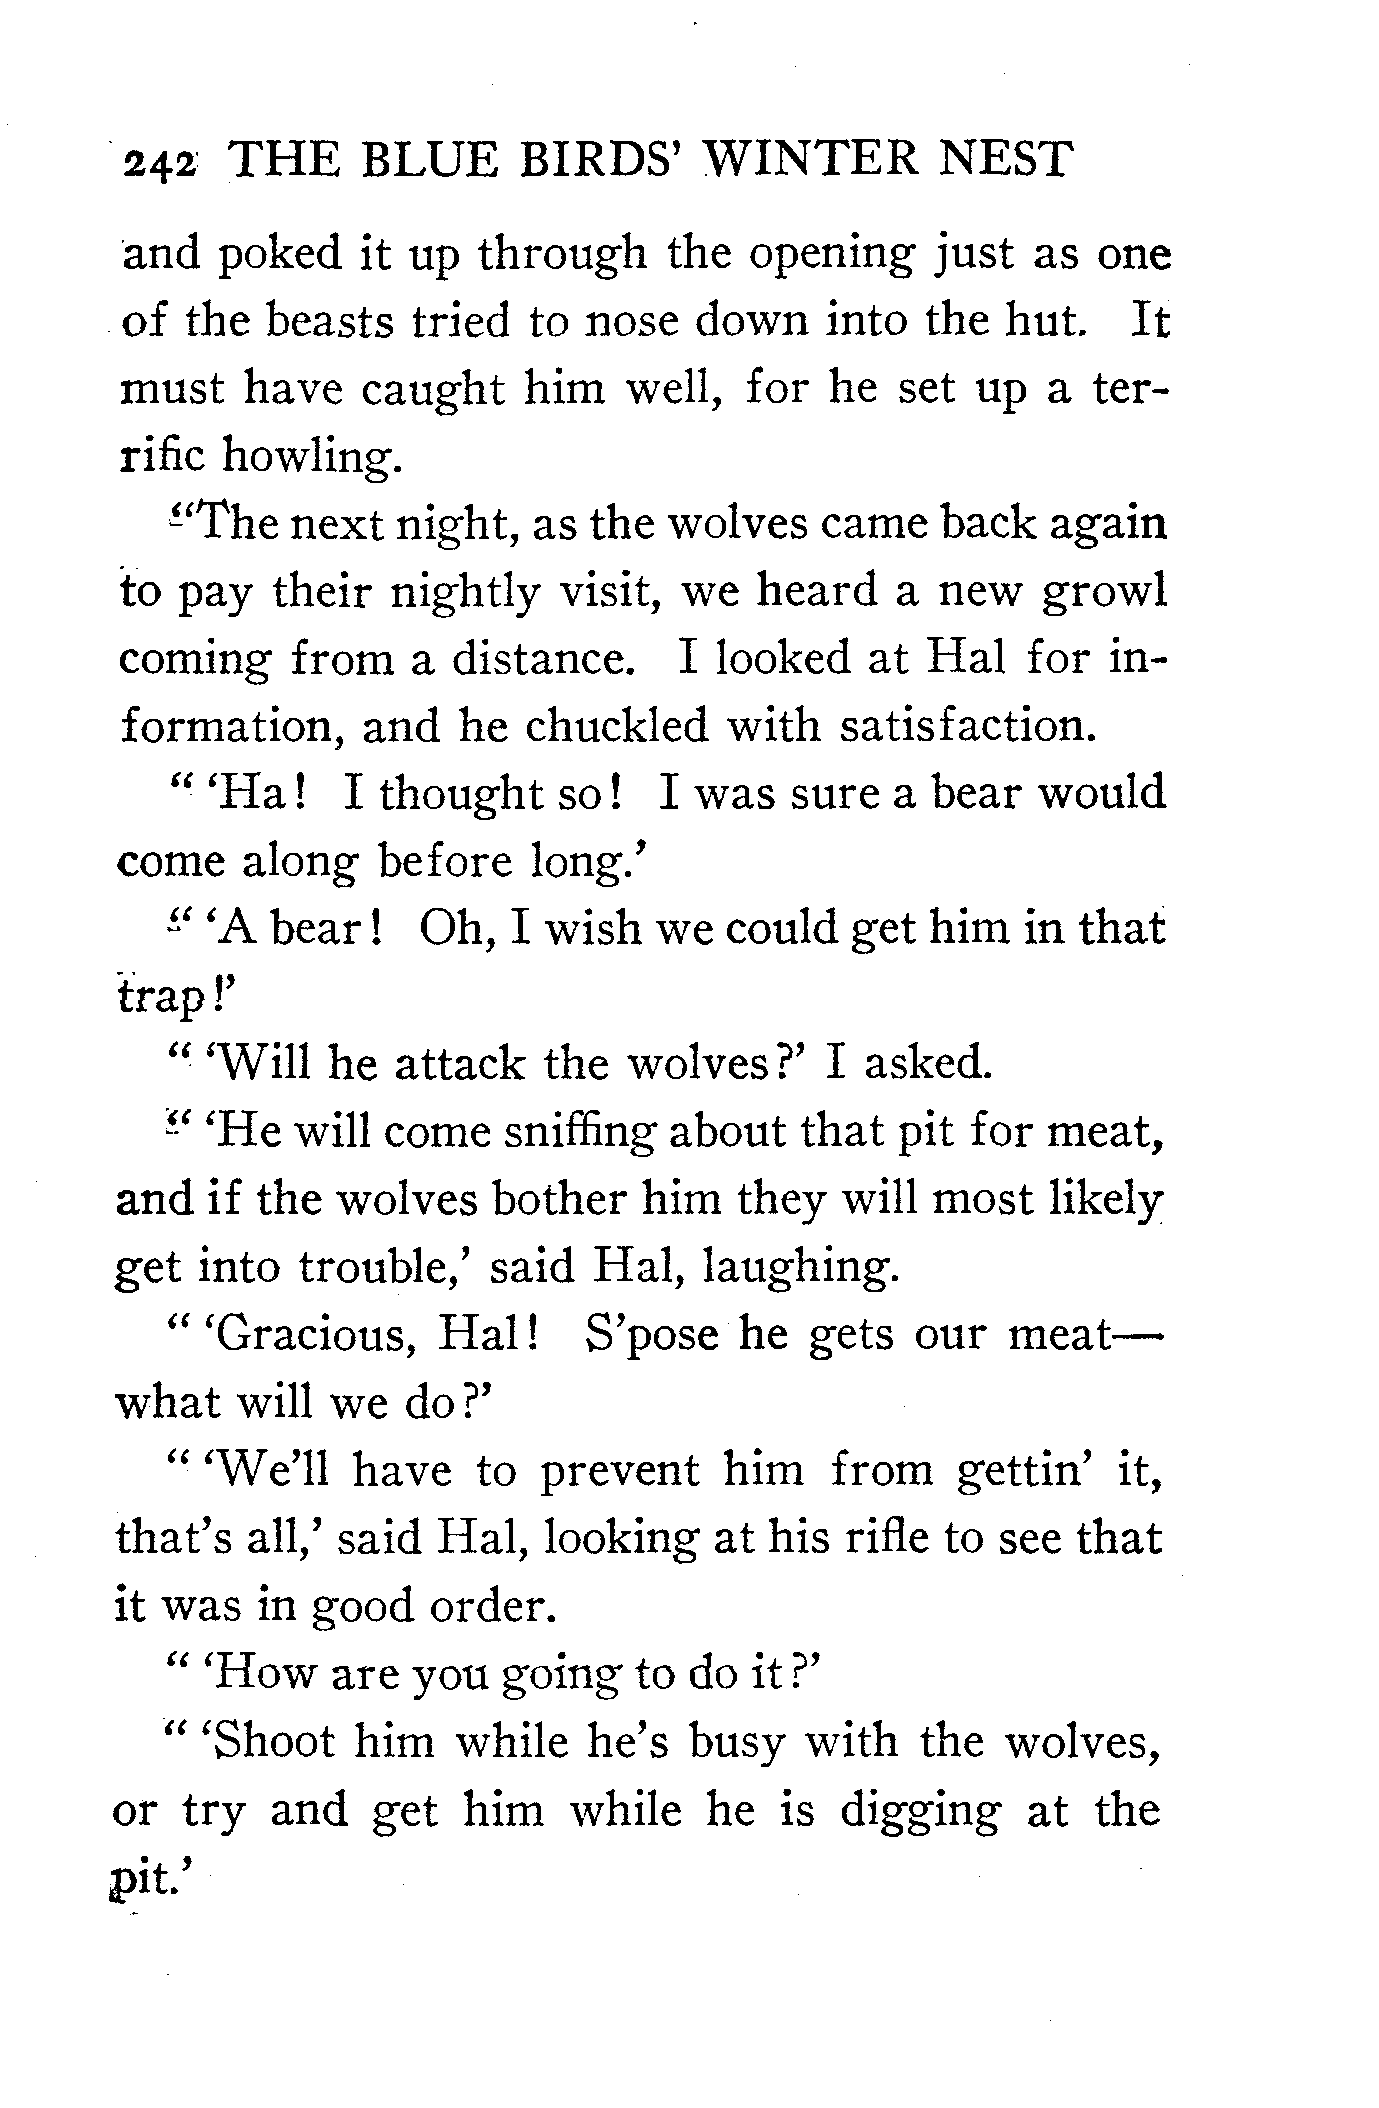 242 THE BLUE BIRDS' WINTER NEST
and poked it up through the opening just as one
of the beasts tried to nose down into the hut. It
must have caught him well, for he set up a ter-
rific howling.
“The next night, as the wolves came back again
to pay their nightly visit, we heard a new growl
coming from a distance. I looked at Hal for in-
formation, and he chuckled with satisfaction.
“ ‘Ha! I thought so! I was sure a bear would
come along before long.’
“ ‘A bear! Oh, I wish we could get him in that
trap!’
“ ‘Will he attack the wolves?’ I asked.
“ ‘He will come sniffing about that pit for meat,
and if the wolves bother him they will most likely
get into trouble,’ said Hal, laughing.
“ ‘Gracious, Hal! S’pose he gets our meat—
what will we do?’
“ ‘We’ll have to prevent him from gettin’ it,
that’s all,’ said Hal, looking at his rifle to see that
it was in good order.
“ ‘How are you going to do it?’
“ ‘Shoot him while he’s busy with the wolves,
or try and get him while he is digging at the
pit.’